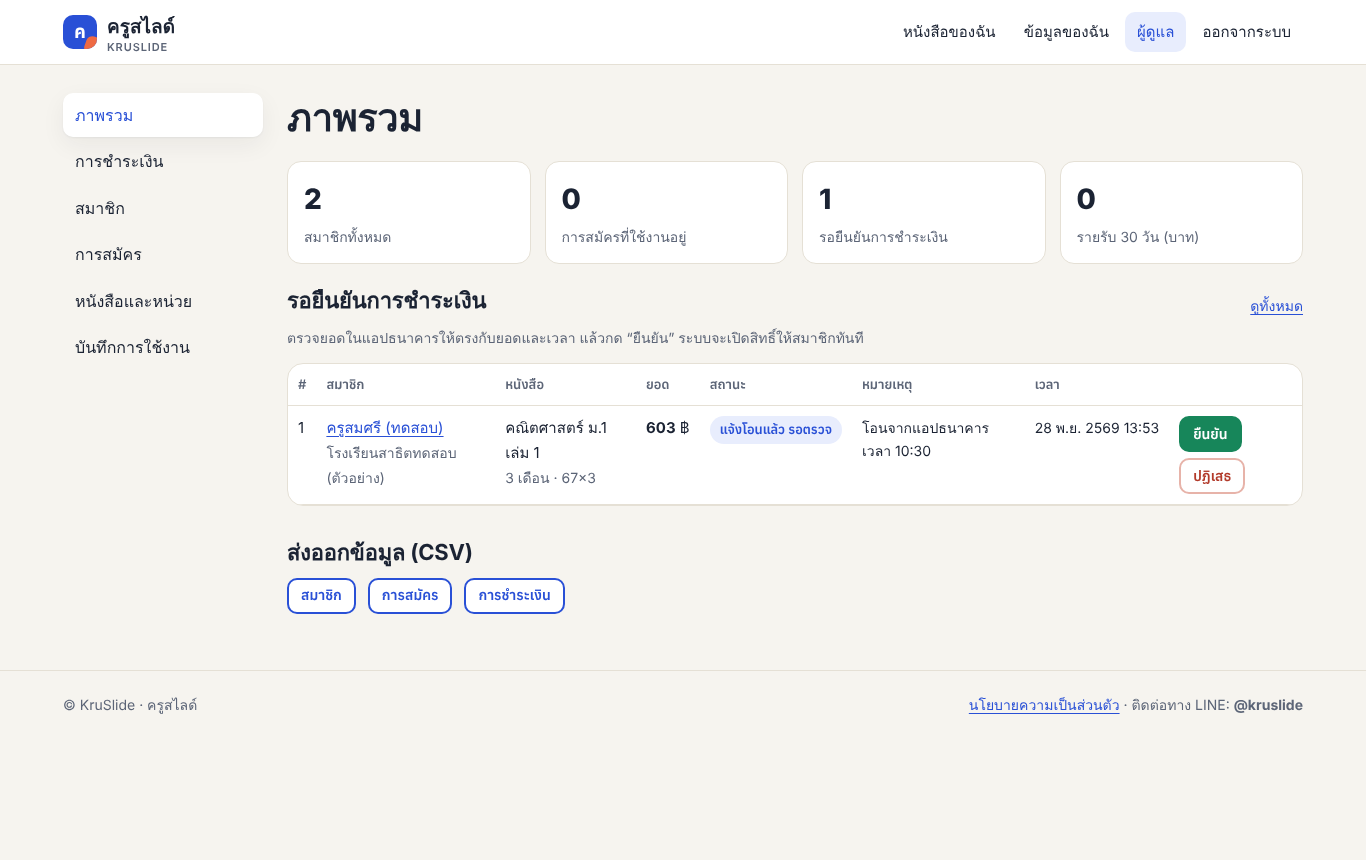 ค
ครูสไลด์
KRUSLIDE
หนังสือของฉัน
ข้อมูลของฉัน
ผู้ดูแล
ออกจากระบบ
ภาพรวม
การชำระเงิน
สมาชิก
การสมัคร
หนังสือและหน่วย
บันทึกการใช้งาน
ภาพรวม
2
สมาชิกทั้งหมด
0
การสมัครที่ใช้งานอยู่
1
รอยืนยันการชำระเงิน
0
รายรับ 30 วัน (บาท)
รอยืนยันการชำระเงิน
ดูทั้งหมด
ตรวจยอดในแอปธนาคารให้ตรงกับยอดและเวลา แล้วกด “ยืนยัน” ระบบจะเปิดสิทธิ์ให้สมาชิกทันที
# สมาชิก หนังสือ ยอด สถานะ หมายเหตุ เวลา
1
ครูสมศรี (ทดสอบ)
โรงเรียนสาธิตทดสอบ
(ตัวอย่าง)
คณิตศาสตร์ ม.1
เล่ม 1
3 เดือน · 67×3
603 ฿
แจ้งโอนแล้ว รอตรวจ
โอนจากแอปธนาคาร
เวลา 10:30
28 พ.ย. 2569 13:53
ยืนยัน
ปฏิเสธ
ส่งออกข้อมูล (CSV)
สมาชิก
การสมัคร
การชำระเงิน
© KruSlide · ครูสไลด์
นโยบายความเป็นส่วนตัว · ติดต่อทาง LINE: @kruslide